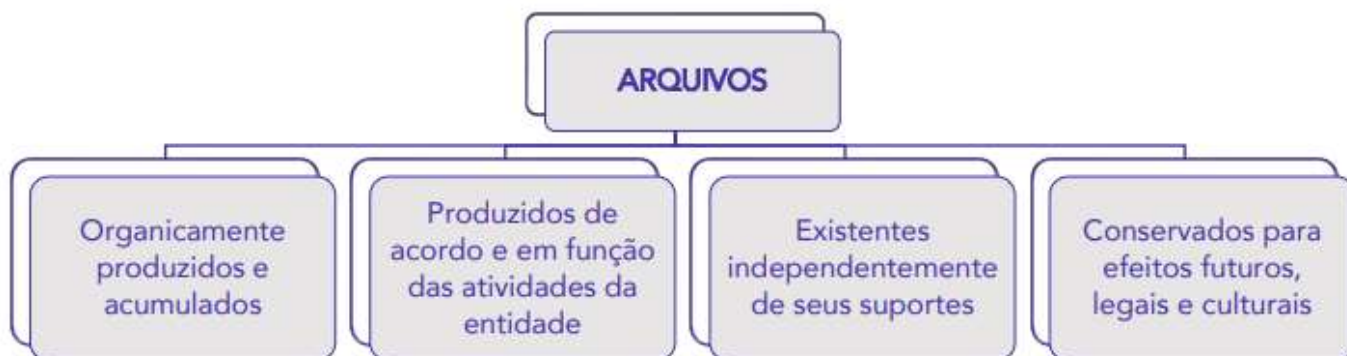 ARQUIVOS
Organicamente
produzidos e
acumulados
Produzidos de
acordo e em função
das atividades da
entidade
Existentes
independentemente
de seus suportes
Conservados para
efeitos futuros,
legais e culturais